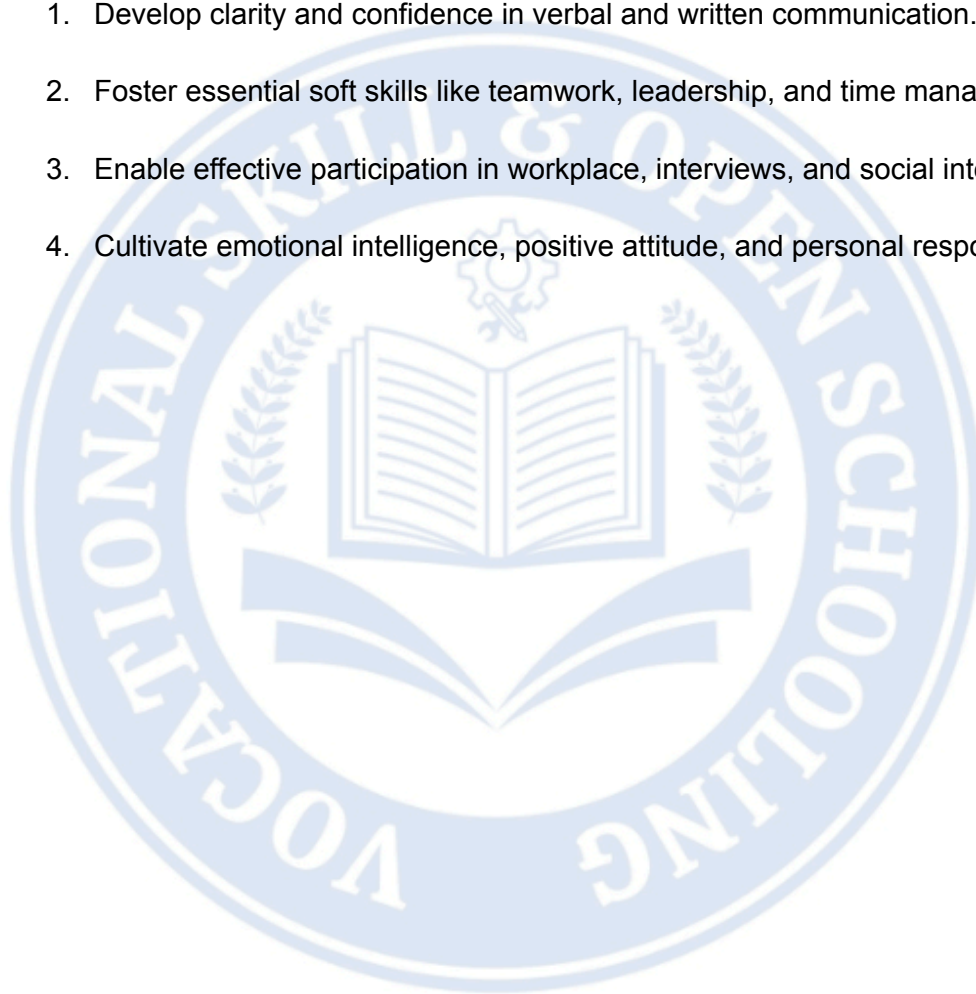 1. Develop clarity and confidence in verbal and written communication.
2. Foster essential soft skills like teamwork, leadership, and time
3. Enable effective participation in workplace, interviews, and social
4. Cultivate emotional intelligence, positive attitude, and personal
VOCATIONAL SKILL & OPEN SCHOOLING